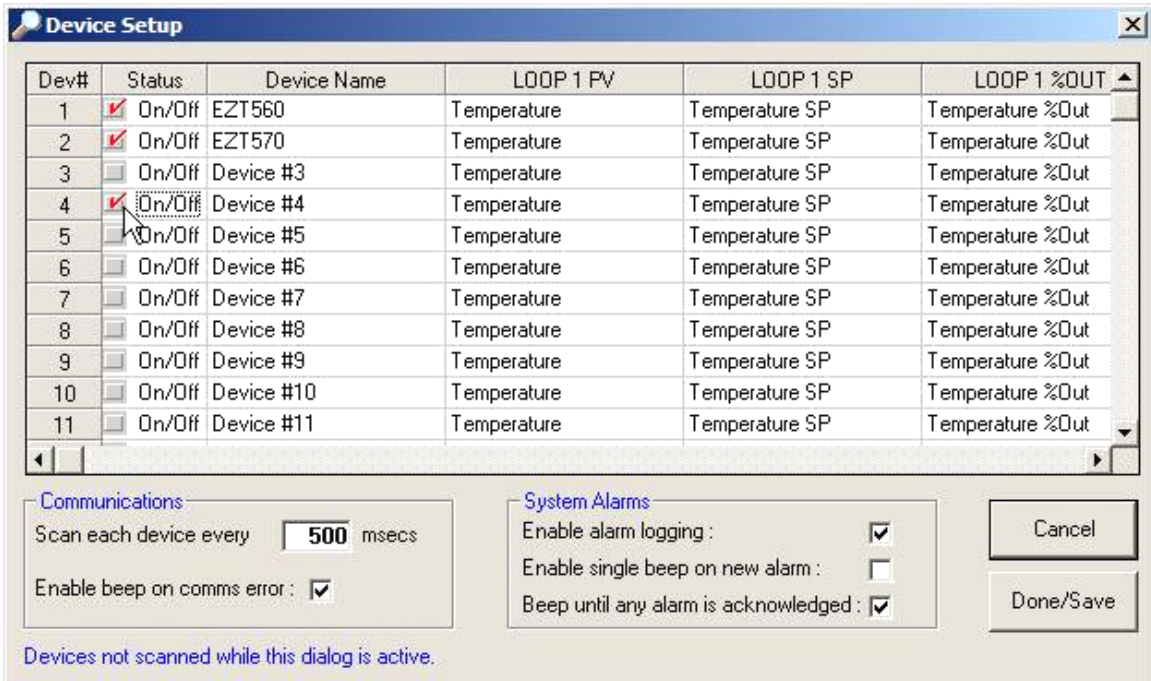 Device Setup
Dev# Status Device Name LOOP 1 PV LOOP 1 SP LOOP 1 %OUT
1 On/Off EZT560 Temperature Temperature SP Temperature %Out
2 On/Off EZT570 Temperature Temperature SP Temperature %Out
3 On/Off Device #3 Temperature Temperature SP Temperature %Out
4 On/Off Device #4 Temperature Temperature SP Temperature %Out
5 On/Off Device #5 Temperature Temperature SP Temperature %Out
6 On/Off Device #6 Temperature Temperature SP Temperature %Out
7 On/Off Device #7 Temperature Temperature SP Temperature %Out
8 On/Off Device #8 Temperature Temperature SP Temperature %Out
9 On/Off Device #9 Temperature Temperature SP Temperature %Out
10 On/Off Device #10 Temperature Temperature SP Temperature %Out
11 On/Off Device #11 Temperature Temperature SP Temperature %Out
Communications
Scan each device every 500 msecs
Enable beep on comms error :
System Alarms
Enable alarm logging :
Enable single beep on new alarm :
Beep until any alarm is acknowledged :
Cancel
Done/Save
Devices not scanned while this dialog is active.